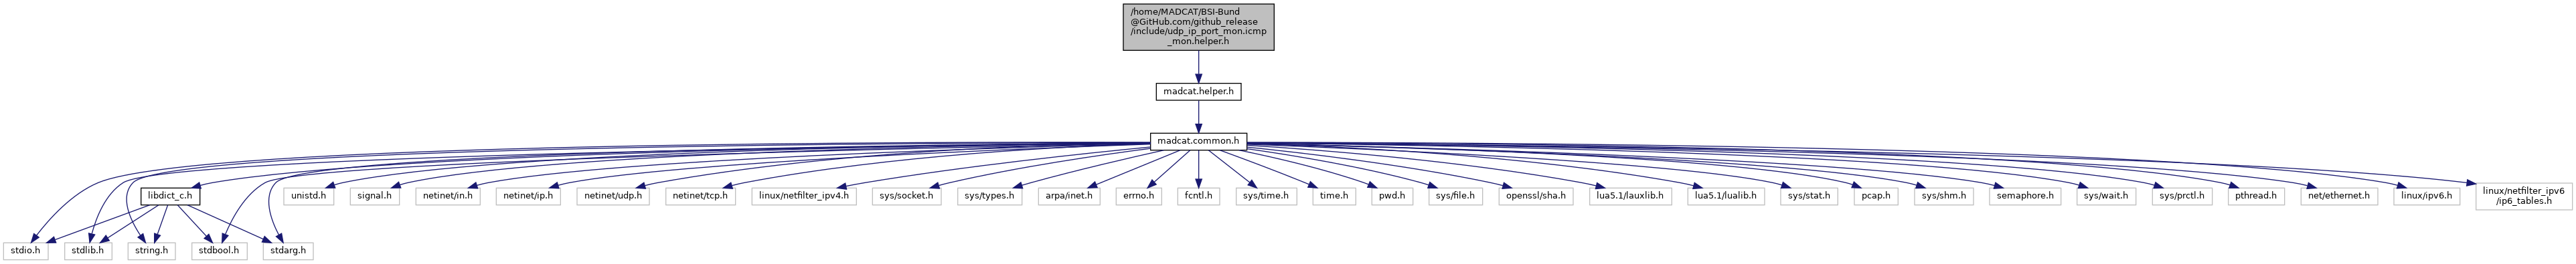 /home/MADCAT/BSI-Bund
@GitHub.com/github_release
/include/udp_ip_port_mon.icmp
_mon.helper.h
madcat.helper.h
madcat.common.h
libdict_c.h
unistd.h
signal.h
netinet/in.h
netinet/ip.h
netinet/udp.h
netinet/tcp.h
linux/netfilter_ipv4.h
sys/socket.h
sys/types.h
arpa/inet.h
errno.h
fcntl.h
sys/time.h
time.h
pwd.h
sys/file.h
openssl/sha.h
lua5.1/lauxlib.h
lua5.1/lualib.h
sys/stat.h
pcap.h
sys/shm.h
semaphore.h
sys/wait.h
sys/prctl.h
pthread.h
net/ethernet.h
linux/ipv6.h
linux/netfilter_ipv6
/ip6_tables.h
stdio.h
stdlib.h
string.h
stdbool.h
stdarg.h